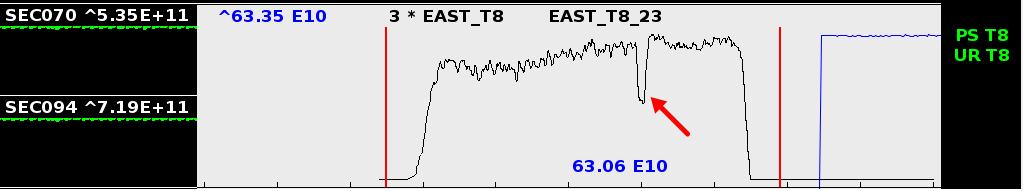 SEC070 ^5.35E+11
^63.35 E10
3 * EAST_T8
EAST_T8_23
PS T8
UR T8
SEC094 ^7.19E+11
63.06 E10